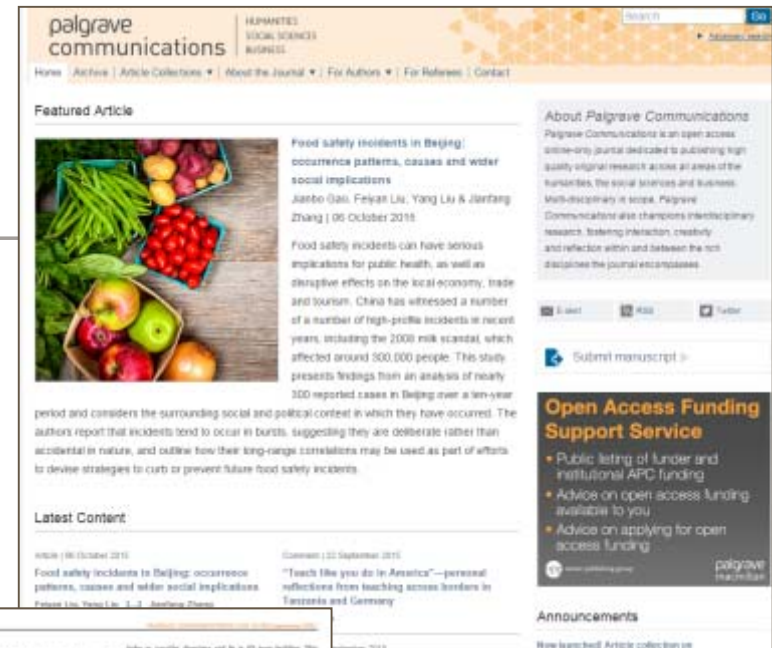 palgrave
communications
HUMANITIES
SOCIAL SCIENCES
BUSINESS
search
Go
Advanced search
Home Archive | Article Collections ▼ | About the Journal ▼ | For Authors ▼ | For Referees | Contact
Featured Article
Food safety incidents in Beijing:
occurrence patterns, causes and wider
social implications
Jianbo Gao, Feiyan Liu, Yang Liu & Jianfang
Zhang | 06 October 2015
Food safety incidents can have serious
implications for public health, as well as
disruptive effects on the local economy, trade
and tourism. China has witnessed a number
of a number of high-profile incidents in recent
years, including the 2008 milk scandal, which
affected around 300,000 people. This study
presents findings from an analysis of nearly
300 reported cases in Beijing over a ten-year
period and considers the surrounding social and political context in which they have occurred. The
authors report that incidents tend to occur in bursts, suggesting they are deliberate rather than
accidental in nature, and outline how their long-range correlations may be used as part of efforts
to devise strategies to curb or prevent future food safety incidents.
Latest Content
Article | 06 October 2015
Food safety incidents in Beijing: occurrence
patterns, causes and wider social implications
Feiyan Liu, Yang Liu [...] Jianfang Zhang
Comment | 22 September 2015
"Teach like you do in America"—personal
reflections from teaching across borders in
Tanzania and Germany
2015
About Palgrave Communications
Palgrave Communications is an open access
online-only journal dedicated to publishing high
quality original research across all areas of the
humanities, the social sciences and business.
Multi-disciplinary in scope, Palgrave
Communications also champions interdisciplinary
research, fostering interaction, creativity
and reflection within and between the rich
disciplines the journal encompasses.
E-alert
RSS
Twitter
Submit manuscript
Open Access Funding
Support Service
• Public listing of funder and
institutional APC funding
• Advice on open access funding
available to you
• Advice on applying for open
access funding
palgrave
macmillan
Announcements
Now launched! Article collection on